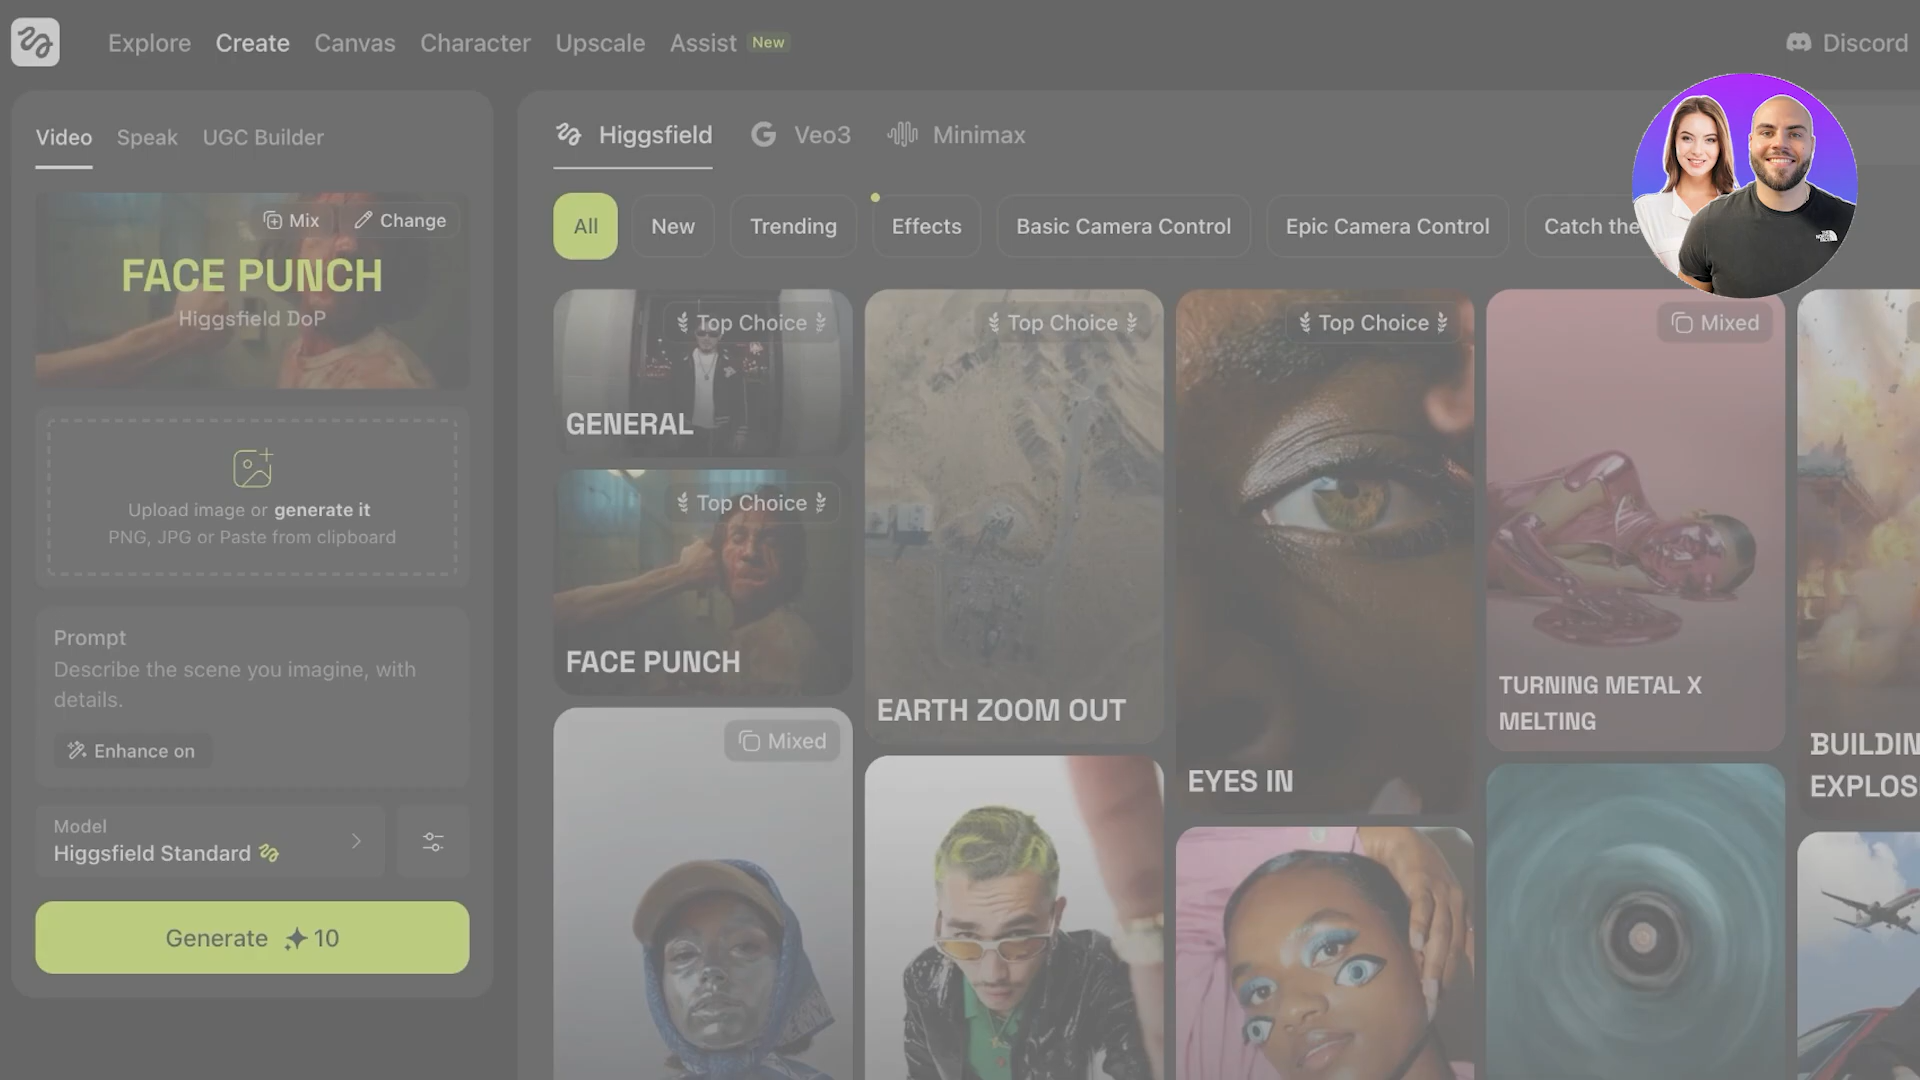 Explore Create Canvas Character Upscale Assist New Discord
Video Speak UGC Builder
Mix Change
FACE PUNCH
Higgsfield DoP
Upload image or generate it
PNG, JPG or Paste from clipboard
Prompt
Describe the scene you imagine, with
details.
Enhance on
Model
Higgsfield Standard
Generate 10
Higgsfield Veo3 Minimax
All New Trending Effects Basic Camera Control Epic Camera Control Catch the
Top Choice
GENERAL
Top Choice
FACE PUNCH
Mixed
Top Choice
EARTH ZOOM OUT
Top Choice
EYES IN
Mixed
TURNING METAL X
MELTING
BUILDIN
EXPLOS